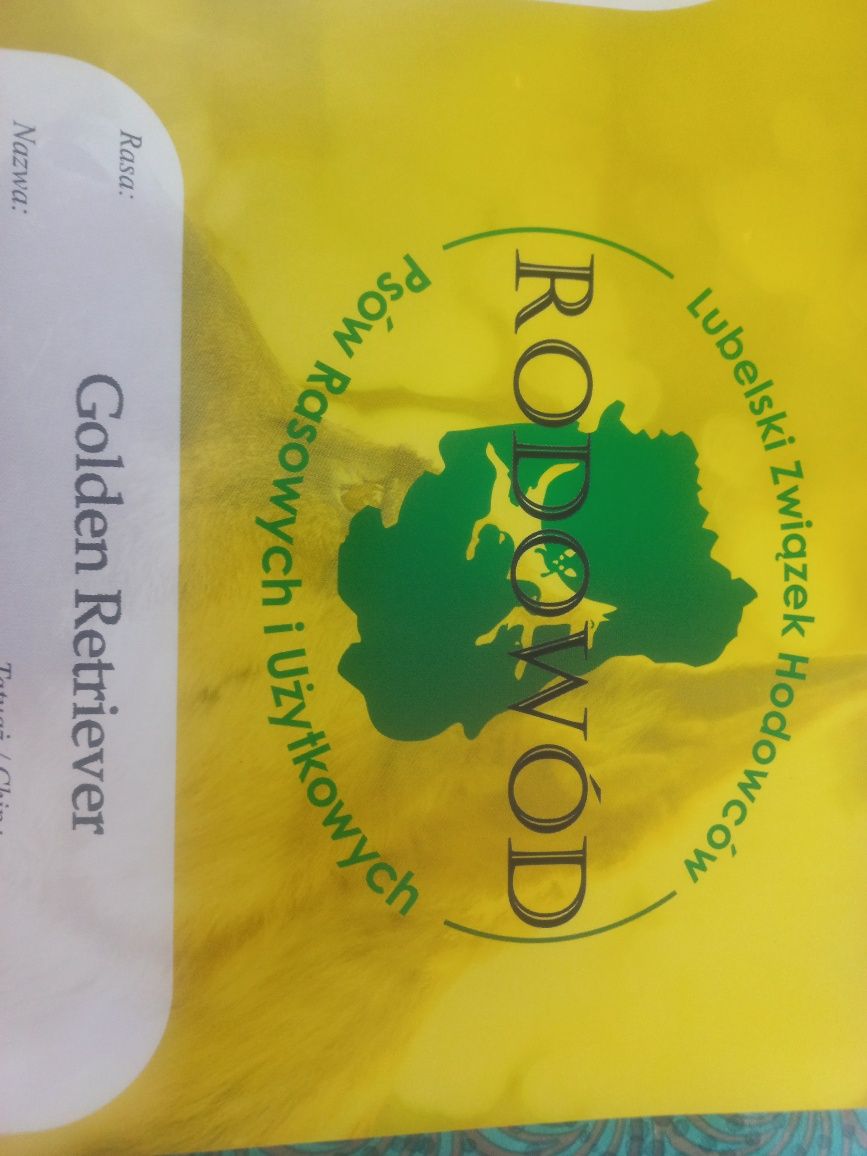 Lubelski Związek Hodowców
RODOWÓD
Psów Rasowych i Użytkowych
Rasa:
Golden Retriever
Nazwa: